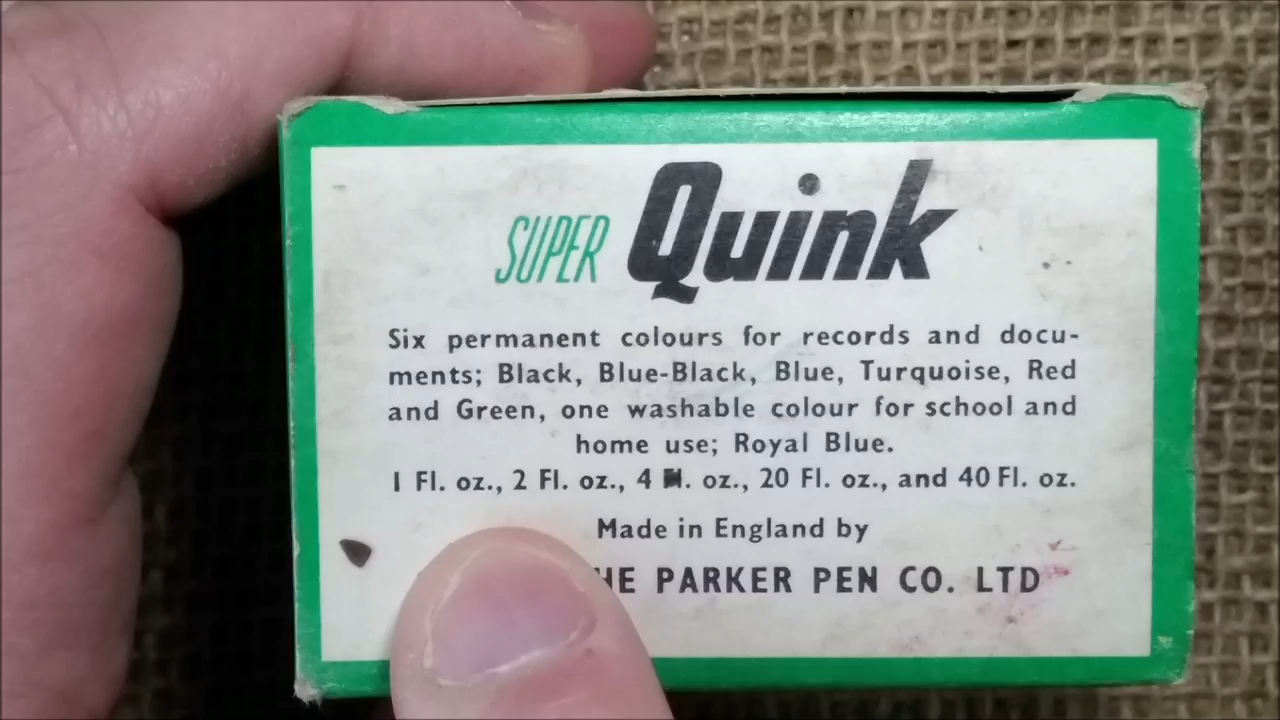 SUPER Quink
Six permanent colours for records and docu-
ments; Black, Blue-Black, Blue, Turquoise, Red
and Green, one washable colour for school and
home use; Royal Blue.
1 Fl. oz., 2 Fl. oz., 4 oz., 20 Fl. oz., and 40 Fl. oz.
Made in England by
PARKER PEN CO. LTD